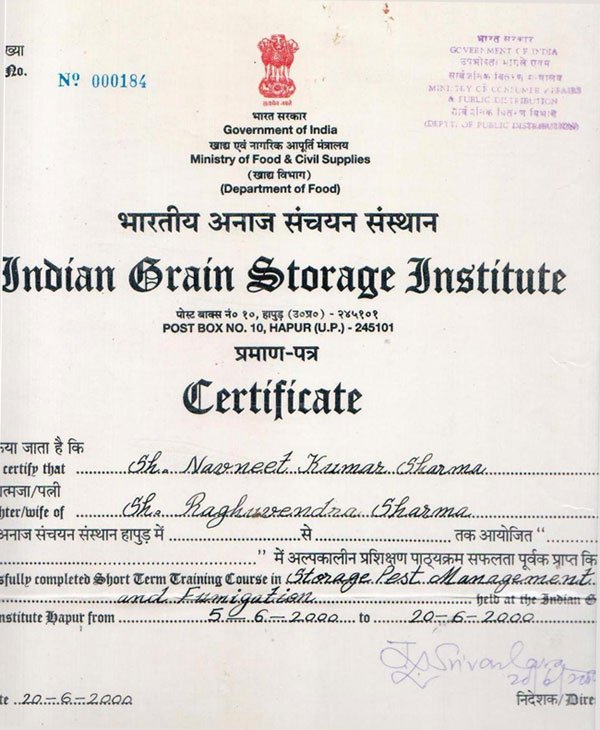 ख्या
No. Nº 000184
भारत सरकार
GOVERNMENT OF INDIA
MINISTRY OF CONSUMER AFFAIRS
& PUBLIC DISTRIBUTION
(DEPTT. OF PUBLIC DISTRIBUTION)
सत्यमेव जयते
भारत सरकार
Government of India
खाद्य एवं नागरिक आपूर्ति मंत्रालय
Ministry of Food & Civil Supplies
(खाद्य विभाग)
(Department of Food)
भारतीय अनाज संचयन संस्थान
Indian Grain Storage Institute
पोस्ट बाक्स नं० १०, हापुड़ (उ०प्र०) - २४५१०१
POST BOX NO. 10, HAPUR (U.P.) - 245101
प्रमाण-पत्र
Certificate
या जाता है कि
certify that Sh. Navneet Kumar Sharma
त्मजा/पत्नी
hter/wife of Sh. Raghuvendra Sharma
अनाज संचयन संस्थान हापुड़ में से तक आयोजित "
" में अल्पकालीन प्रशिक्षण पाठ्यक्रम सफलता पूर्वक प्राप्त कि
sfully completed Short Term Training Course in Storage Pest Management
and Fumigation held at the Indian G
nstitute Hapur from 5-6-2000 to 20-6-2000
te 20-6-2000
निदेशक/Dire